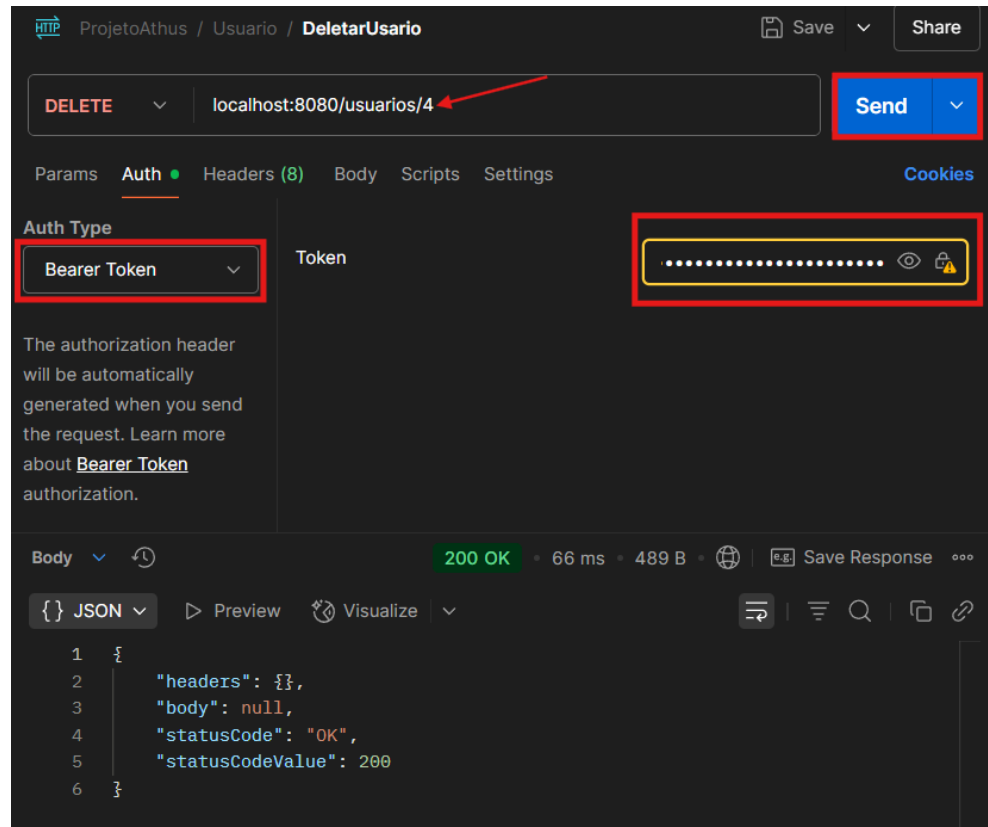 HTTP ProjetoAthus / Usuario / DeletarUsario Save Share
DELETE localhost:8080/usuarios/4 Send
Params Auth Headers (8) Body Scripts Settings Cookies
Auth Type
Bearer Token
Token
The authorization header
will be automatically
generated when you send
the request. Learn more
about Bearer Token
authorization.
Body 200 OK • 66 ms • 489 B • e.g. Save Response
{} JSON Preview Visualize
1 {
2 "headers": {},
3 "body": null,
4 "statusCode": "OK",
5 "statusCodeValue": 200
6 }